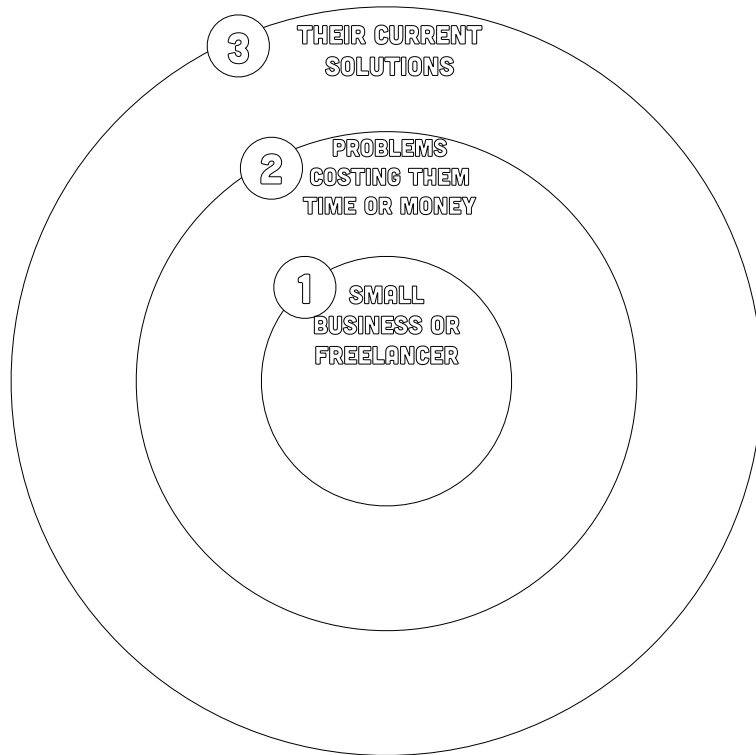 3
THEIR CURRENT
SOLUTIONS
2
PROBLEMS
COSTING THEM
TIME OR MONEY
1
SMALL
BUSINESS OR
FREELANCER